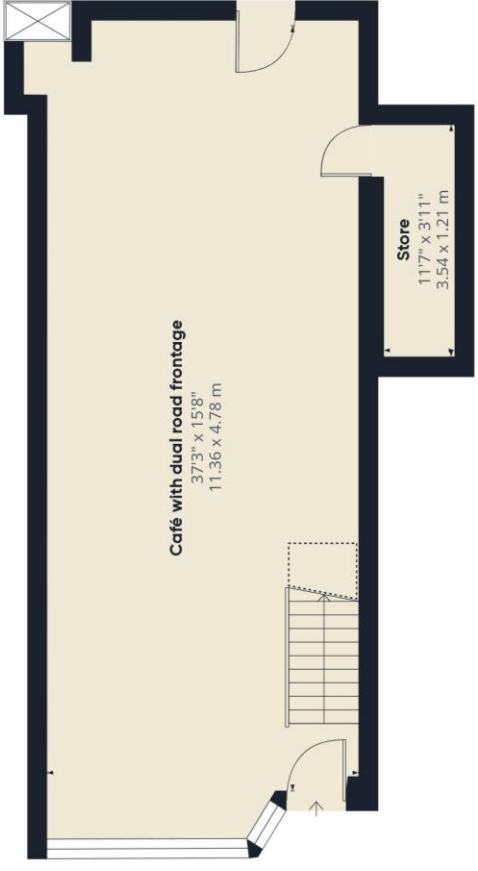 Café with dual road frontage
37'3" x 15'8"
11.36 x 4.78 m
Store
11'7" x 3'11"
3.54 x 1.21 m